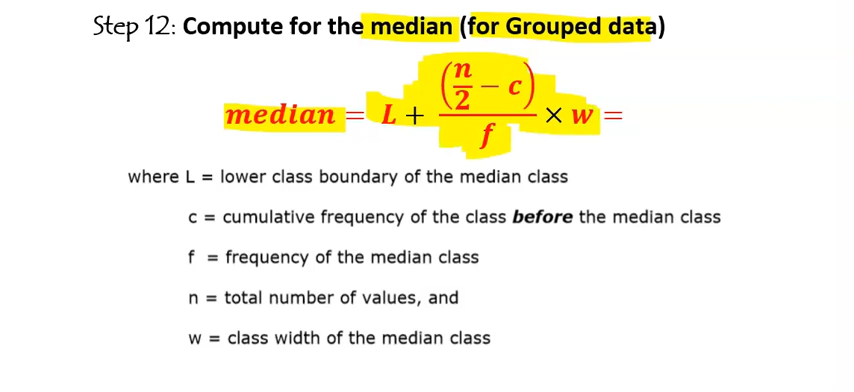 Step 12: Compute for the median (for Grouped data)
median = L + (n/2 − c)/f × w =
where L = lower class boundary of the median class
c = cumulative frequency of the class before the median class
f = frequency of the median class
n = total number of values, and
w = class width of the median class